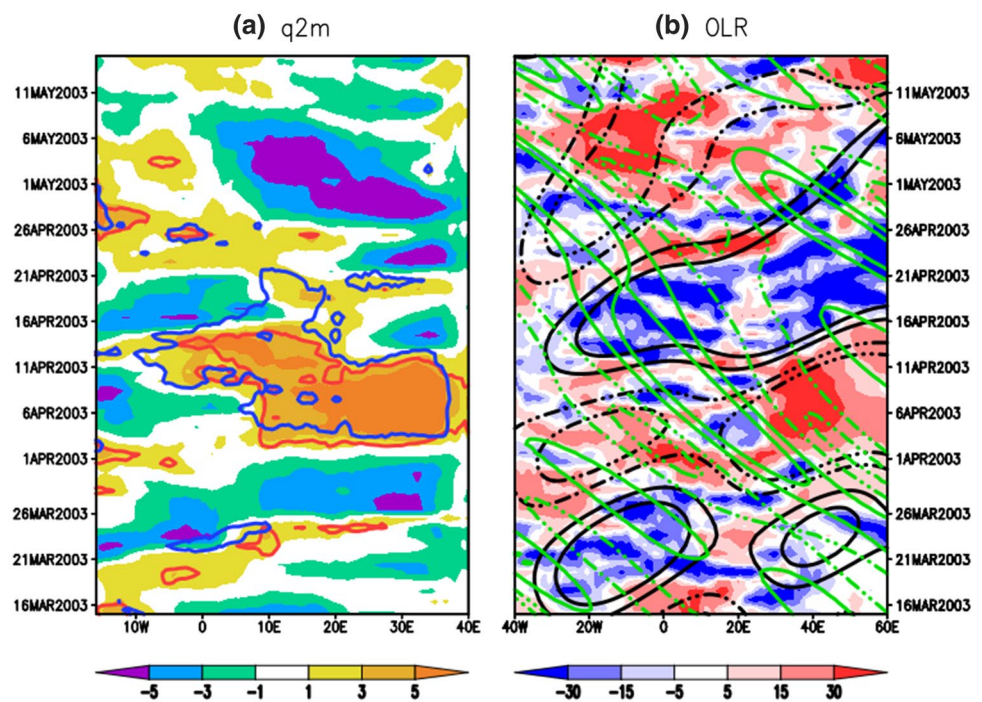 (a) q2m
(b) OLR
11MAY2003
6MAY2003
1MAY2003
26APR2003
21APR2003
16APR2003
11APR2003
6APR2003
1APR2003
26MAR2003
21MAR2003
16MAR2003
10W 0 10E 20E 30E 40E
-5 -3 -1 1 3 5
11MAY2003
6MAY2003
1MAY2003
26APR2003
21APR2003
16APR2003
11APR2003
6APR2003
1APR2003
26MAR2003
21MAR2003
16MAR2003
40W 20W 0 20E 40E 60E
-30 -15 -5 5 15 30